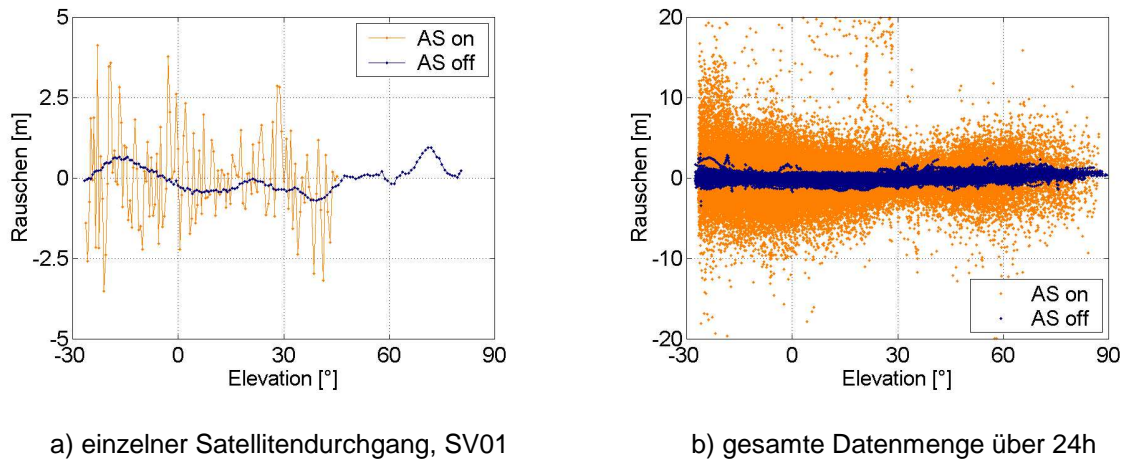 5
2.5
0
-2.5
-5
-30
0
30
60
90
Rauschen [m]
Elevation [°]
AS on
AS off
20
10
0
-10
-20
-30
0
30
60
90
Rauschen [m]
Elevation [°]
AS on
AS off
a) einzelner Satellitendurchgang, SV01
b) gesamte Datenmenge über 24h